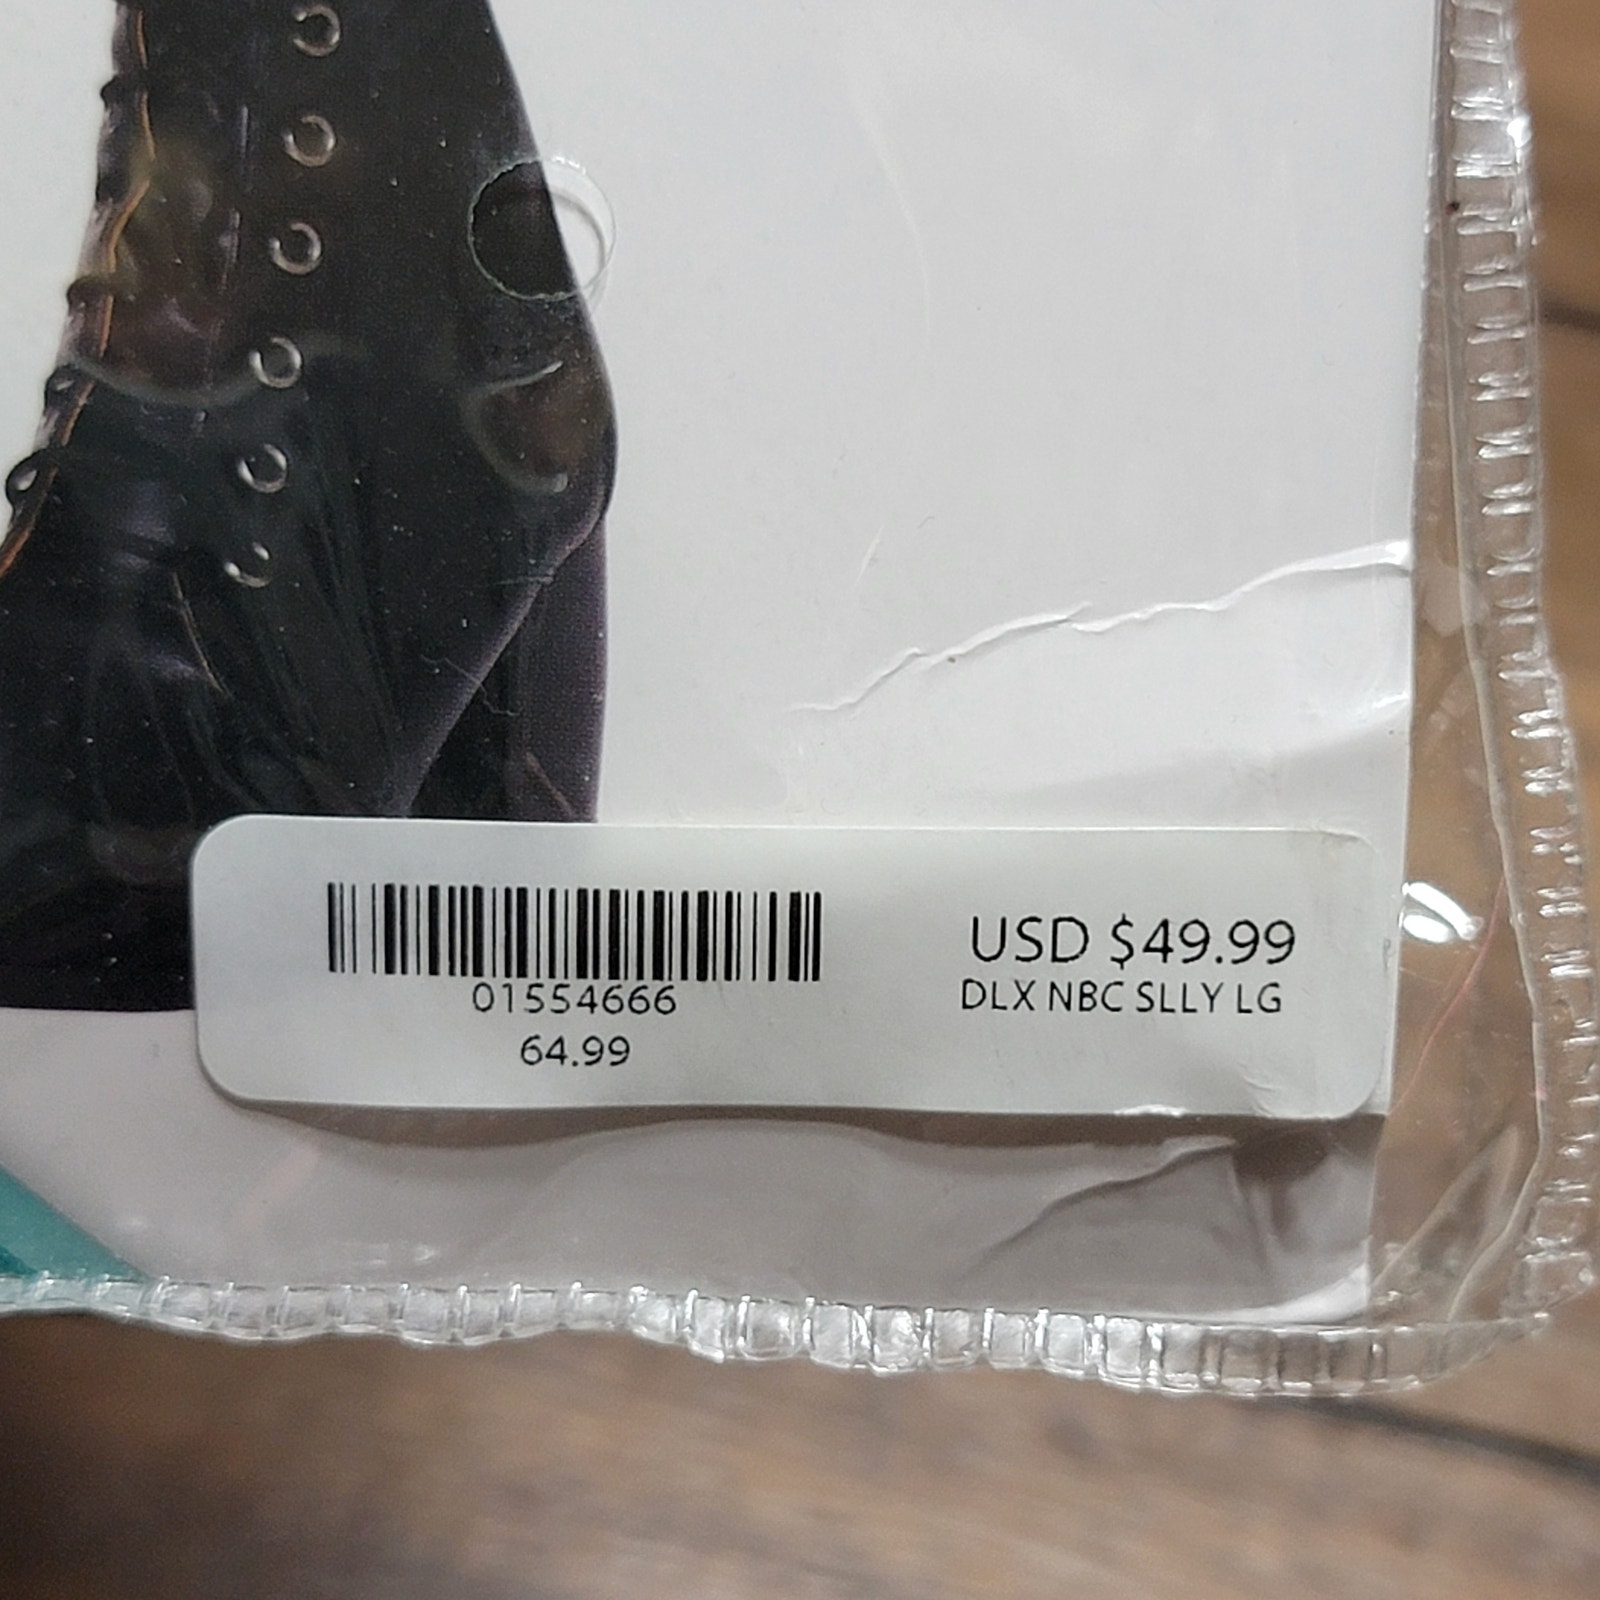 USD $49.99
01554666
DLX NBC SLLY LG
64.99